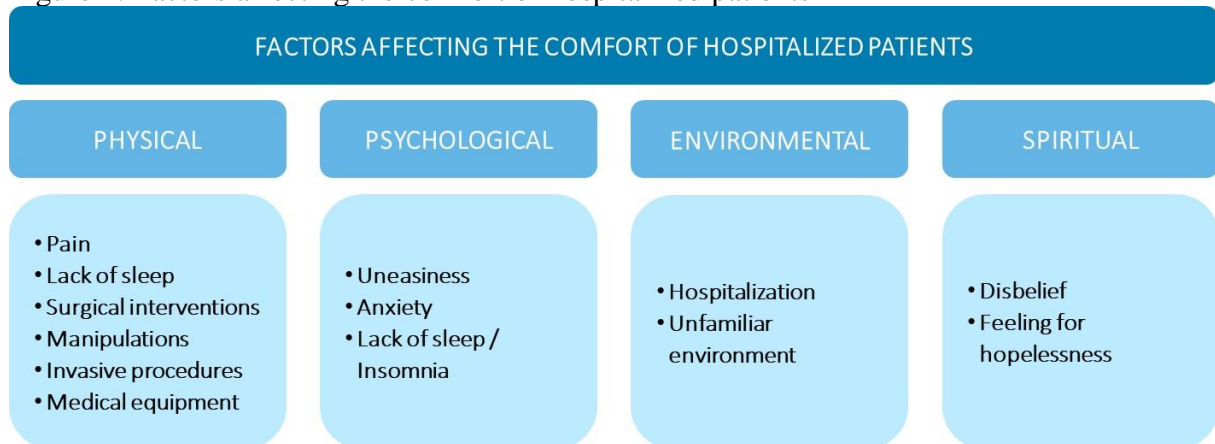 FACTORS AFFECTING THE COMFORT OF HOSPITALIZED PATIENTS
PHYSICAL
• Pain
• Lack of sleep
• Surgical interventions
• Manipulations
• Invasive procedures
• Medical equipment
PSYCHOLOGICAL
• Uneasiness
• Anxiety
• Lack of sleep /
Insomnia
ENVIRONMENTAL
• Hospitalization
• Unfamiliar
environment
SPIRITUAL
• Disbelief
• Feeling for
hopelessness